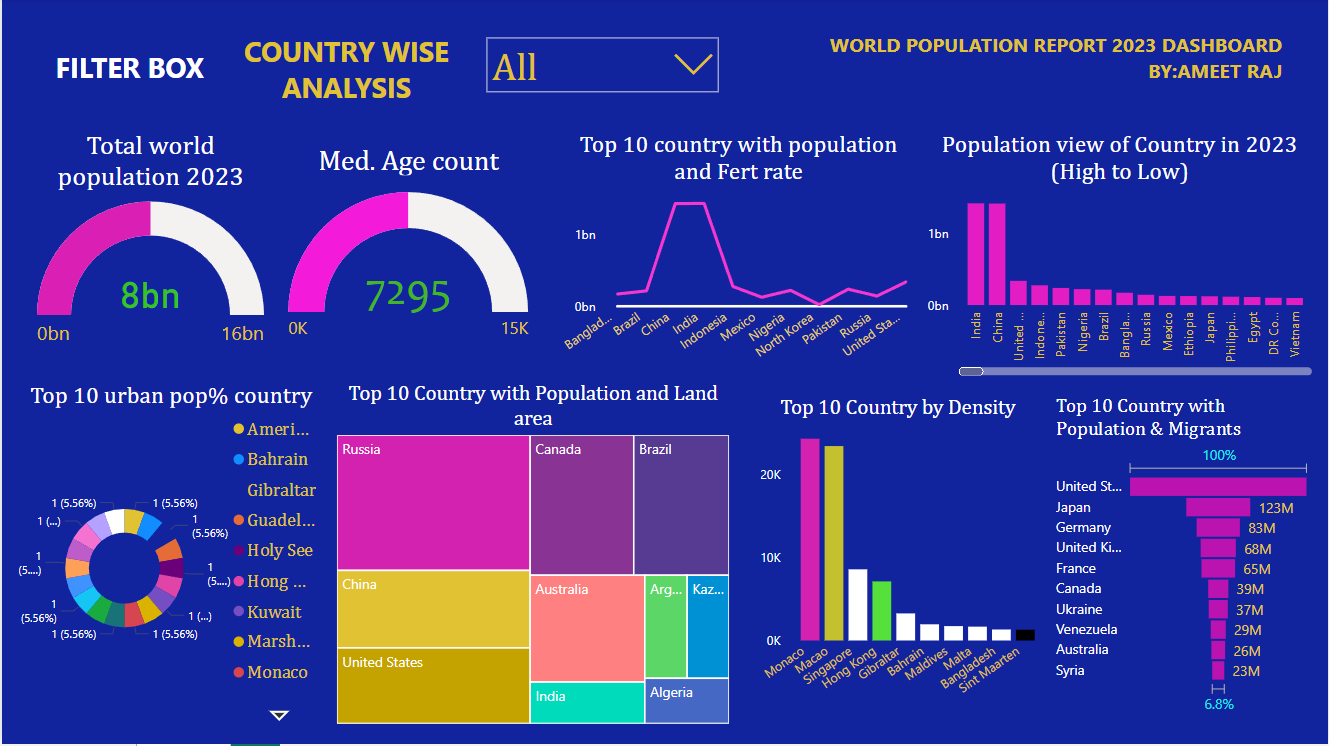 FILTER BOX
COUNTRY WISE
ANALYSIS
All
WORLD POPULATION REPORT 2023 DASHBOARD
BY:AMEET RAJ
Total world
population 2023
8bn
0bn
16bn
Med. Age count
7295
0K
15K
Top 10 country with population
and Fert rate
1bn
0bn
Banglad...
Brazil
China
India
Indonesia
Mexico
Nigeria
North Korea
Pakistan
Russia
United Sta...
Population view of Country in 2023
(High to Low)
1bn
0bn
India
China
United ...
Indone...
Pakistan
Nigeria
Brazil
Bangla...
Russia
Mexico
Ethiopia
Japan
Philippi...
Egypt
DR Co...
Vietnam
Top 10 urban pop% country
1 (5.56%)
1 (5.56%)
1 (...)
1
(5.56%)
1
(5....)
1
(5....)
1
(5.56%)
1 (...)
1 (5.56%)
1 (5.56%)
Ameri...
Bahrain
Gibraltar
Guadel...
Holy See
Hong ...
Kuwait
Marsh...
Monaco
Top 10 Country with Population and Land
area
Russia
Canada
Brazil
China
Australia
Arg...
Kaz...
United States
India
Algeria
Top 10 Country by Density
20K
10K
0K
Monaco
Macao
Singapore
Hong Kong
Gibraltar
Bahrain
Maldives
Malta
Bangladesh
Sint Maarten
Top 10 Country with
Population & Migrants
100%
United St...
Japan 123M
Germany 83M
United Ki... 68M
France 65M
Canada 39M
Ukraine 37M
Venezuela 29M
Australia 26M
Syria 23M
6.8%